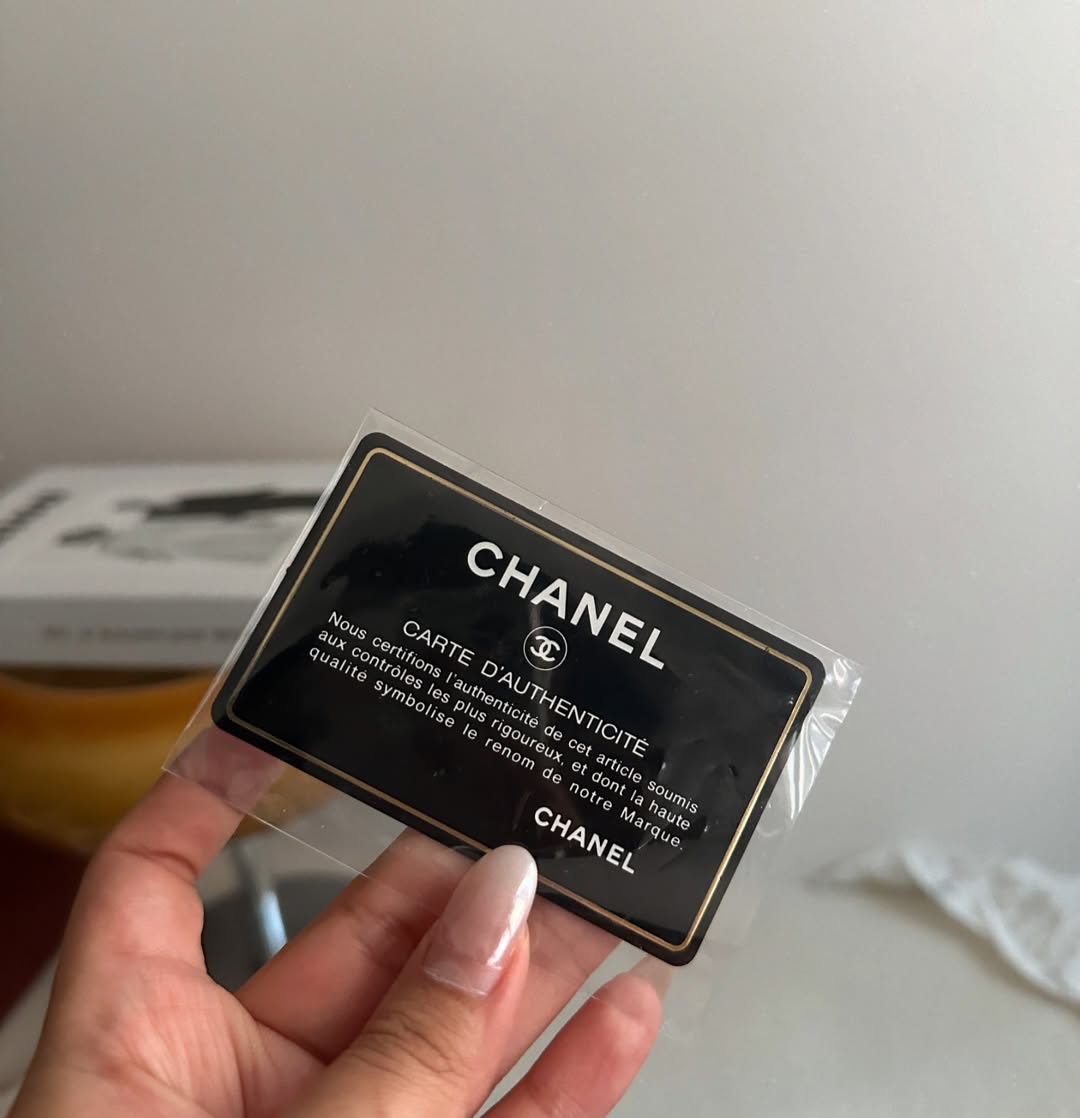 CHANEL
CARTE D'AUTHENTICITÉ
Nous certifions l'authenticité de cet article soumis
aux contrôles les plus rigoureux, et dont la haute
qualité symbolise le renom de notre Marque.
CHANEL